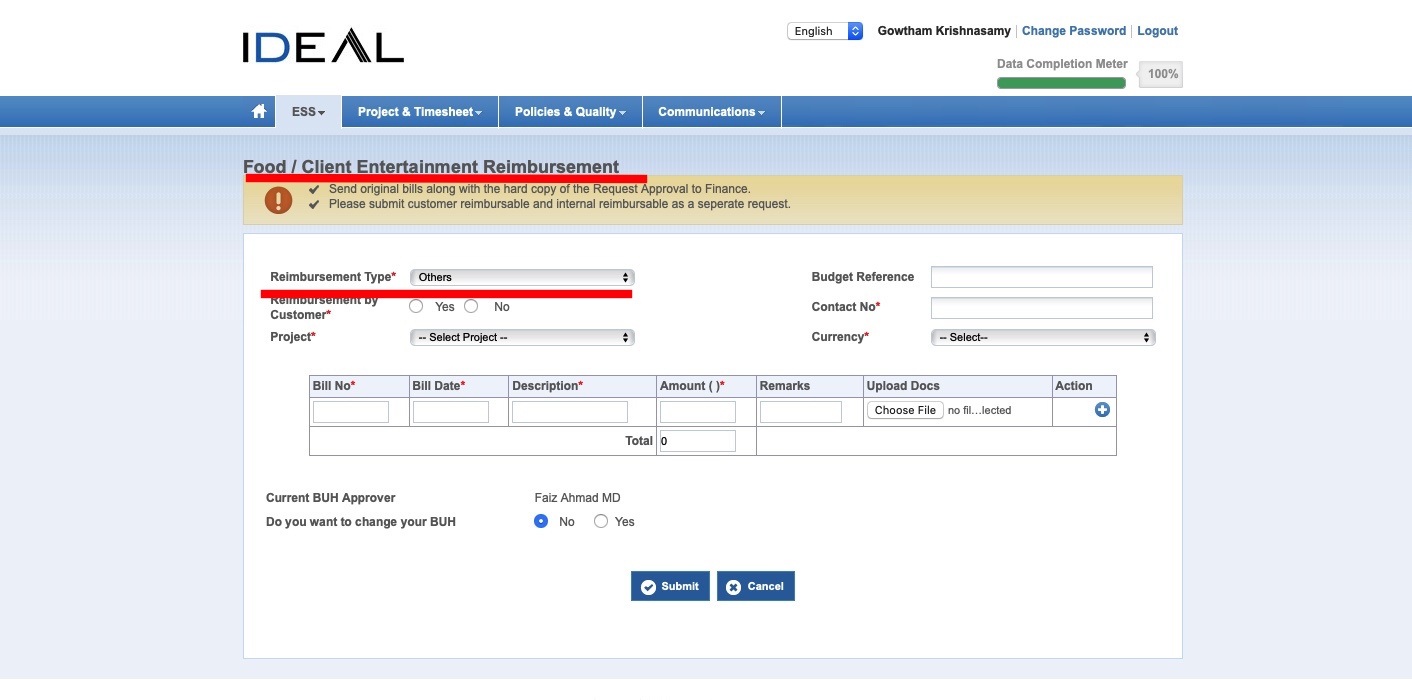 IDEAL
English
Gowtham Krishnasamy
Change Password
Logout
Data Completion Meter
100%
ESS
Project & Timesheet
Policies & Quality
Communications
Food / Client Entertainment Reimbursement
Send original bills along with the hard copy of the Request Approval to Finance.
Please submit customer reimbursable and internal reimbursable as a seperate request.
Reimbursement Type*
Others
Budget Reference
Reimbursement by
Customer*
Yes
No
Contact No*
Project*
-- Select Project --
Currency*
-- Select--
Bill No*
Bill Date*
Description*
Amount ( )*
Remarks
Upload Docs
Action
Choose File
no fil...lected
Total
0
Current BUH Approver
Faiz Ahmad MD
Do you want to change your BUH
No
Yes
Submit
Cancel